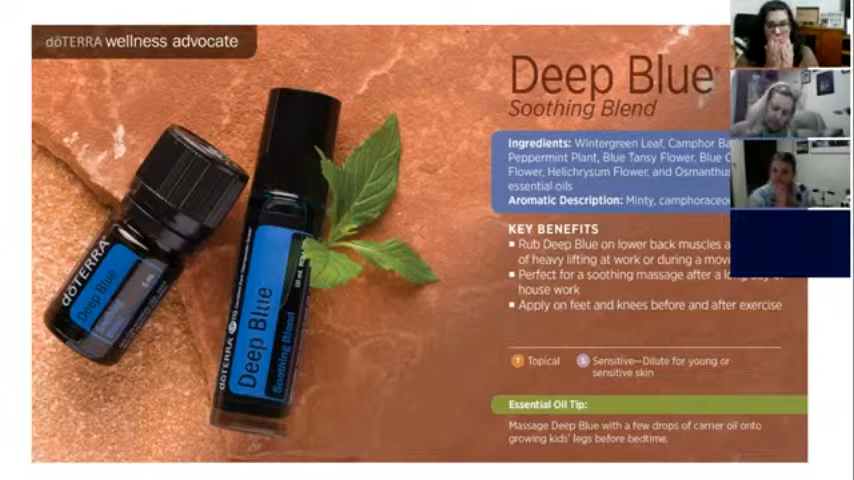 dōTERRA wellness advocate
Deep Blue
Soothing Blend
Ingredients: Wintergreen Leaf, Camphor
Peppermint Plant, Blue Tansy Flower, Blue
Flower, Helichrysum Flower, and Osmanthus
essential oils
Aromatic Description: Minty,
KEY BENEFITS
▪ Rub Deep Blue on lower back muscles
of heavy lifting at work or during a
▪ Perfect for a soothing massage after a
house work
▪ Apply on feet and knees before and after exercise
T Topical
S Sensitive—Dilute for young or
sensitive skin
Essential Oil Tip:
Massage Deep Blue with a few drops of carrier oil onto
growing kids' legs before bedtime.
dōTERRA
Deep Blue
5 mL
dōTERRA
Deep Blue
Soothing Blend